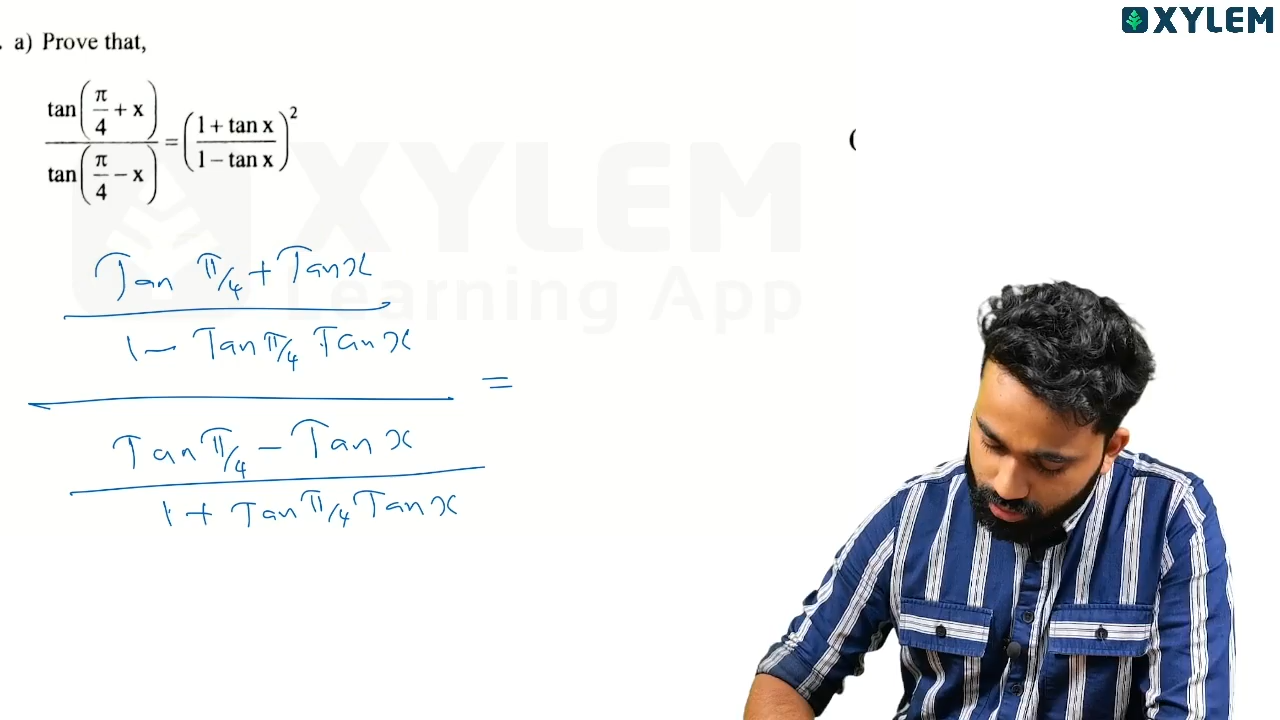 XYLEM
. a) Prove that,
tan(π/4 + x) / tan(π/4 − x) = ((1 + tan x)/(1 − tan x))²
(
XYLEM
Learning App
Tan π/4 + Tan x
1 − Tan π/4 Tan x
=
Tan π/4 − Tan x
1 + Tan π/4 Tan x